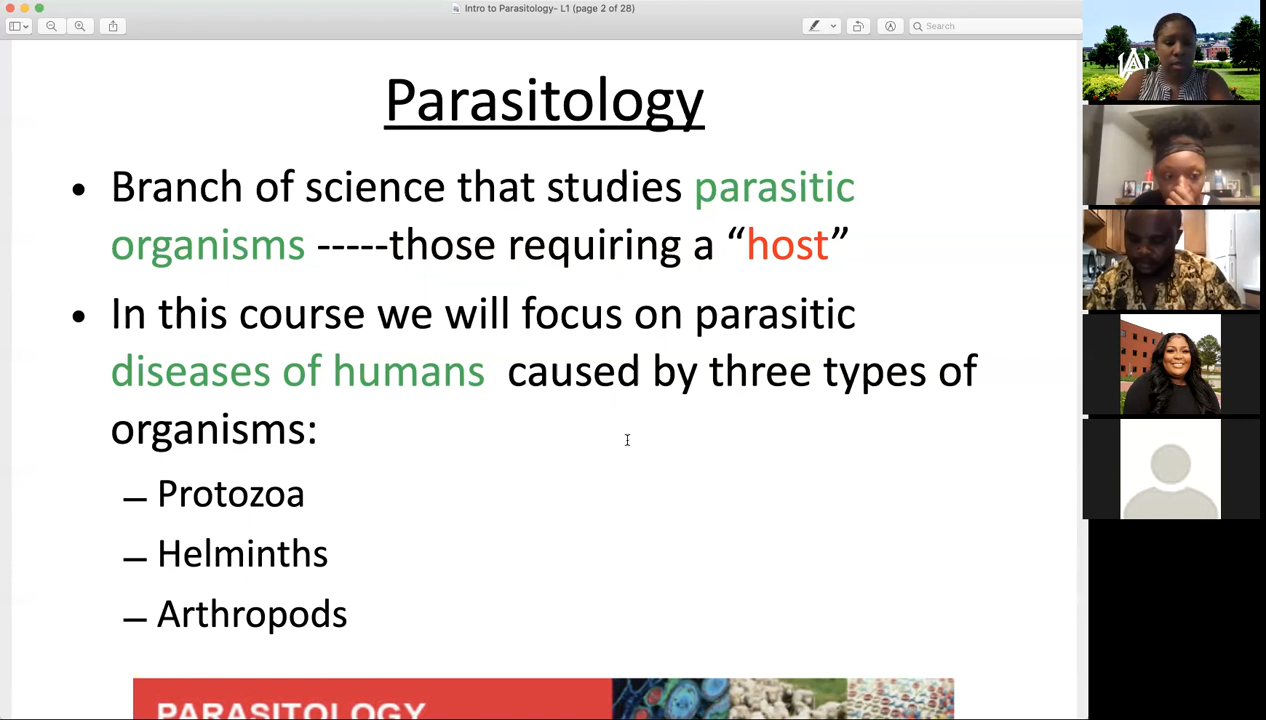 Intro to Parasitology- L1 (page 2 of 28)
Search
Parasitology
• Branch of science that studies parasitic
organisms -----those requiring a “host”
• In this course we will focus on parasitic
diseases of humans caused by three types of
organisms:
– Protozoa
– Helminths
– Arthropods
PARASITOLOGY